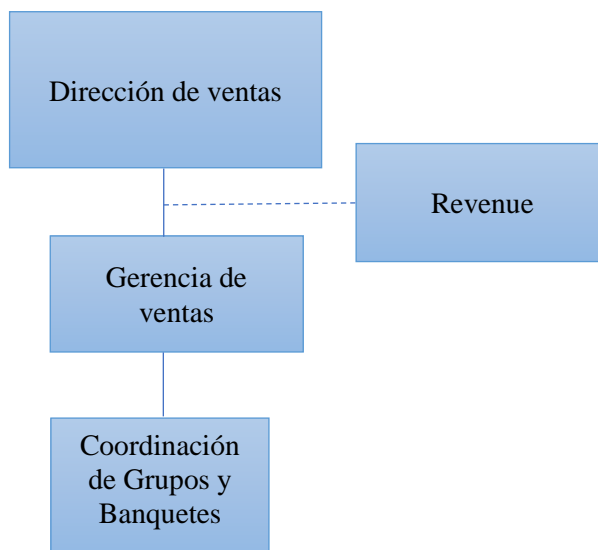 Dirección de ventas
Revenue
Gerencia de
ventas
Coordinación
de Grupos y
Banquetes